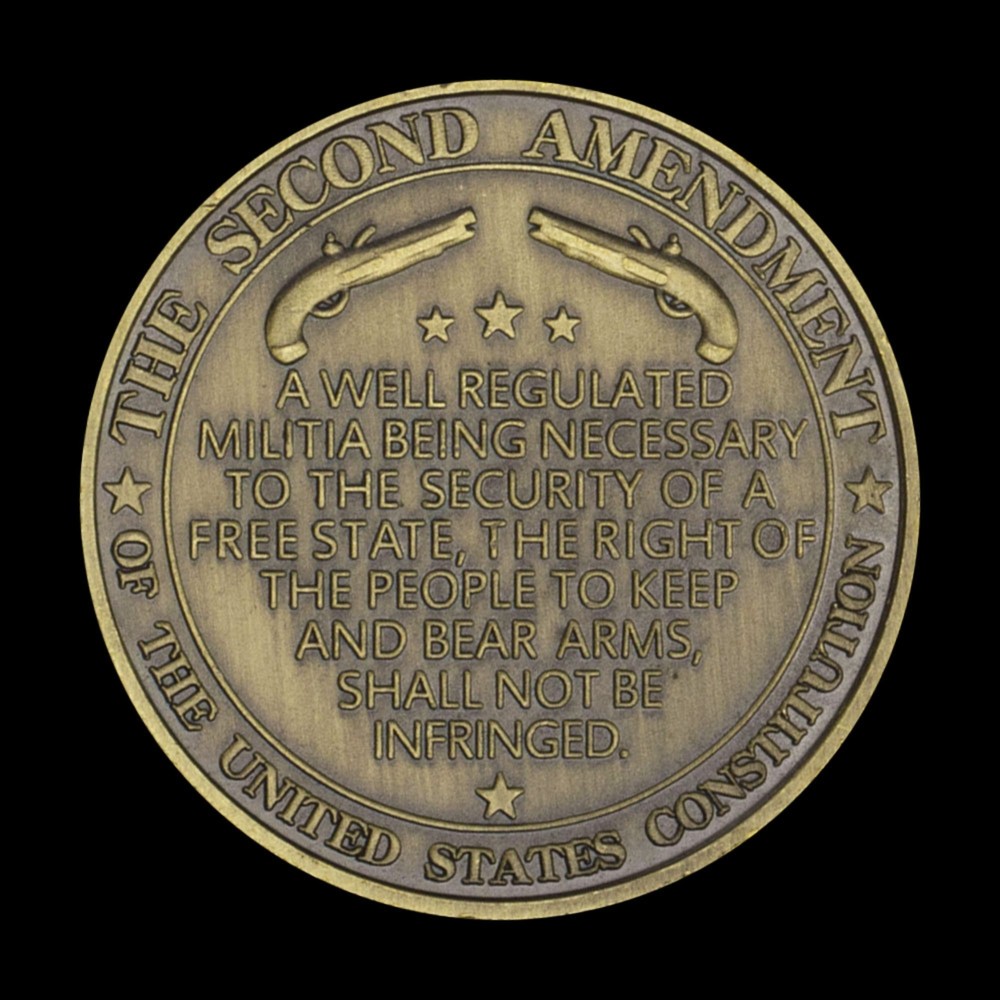 THE SECOND AMENDMENT
A WELL REGULATED
MILITIA BEING NECESSARY
TO THE SECURITY OF A
FREE STATE, THE RIGHT OF
THE PEOPLE TO KEEP
AND BEAR ARMS,
SHALL NOT BE
INFRINGED.
OF THE UNITED STATES CONSTITUTION